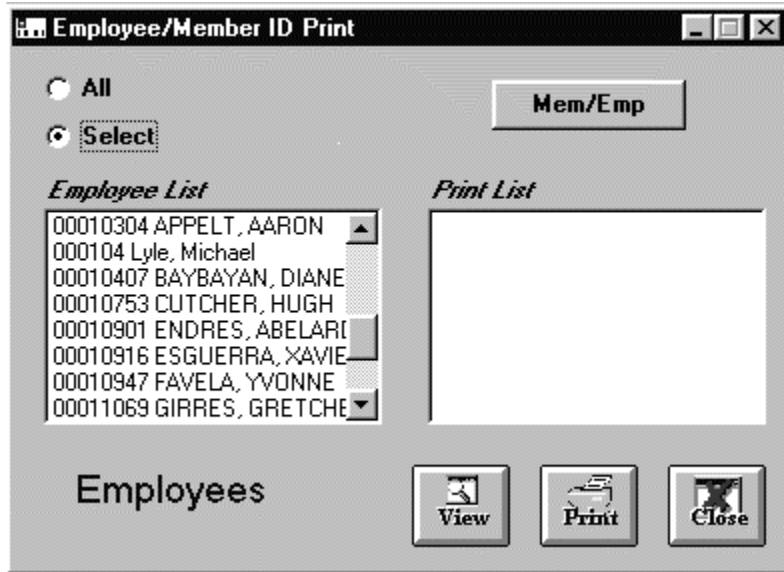 Employee/Member ID Print
All
Mem/Emp
Select
Employee List
Print List
00010304 APPELT, AARON
000104 Lyle, Michael
00010407 BAYBAYAN, DIANE
00010753 CUTCHER, HUGH
00010901 ENDRES, ABELARD
00010916 ESGUERRA, XAVIE
00010947 FAVELA, YVONNE
00011069 GIRRES, GRETCHE
Employees
View
Print
Close